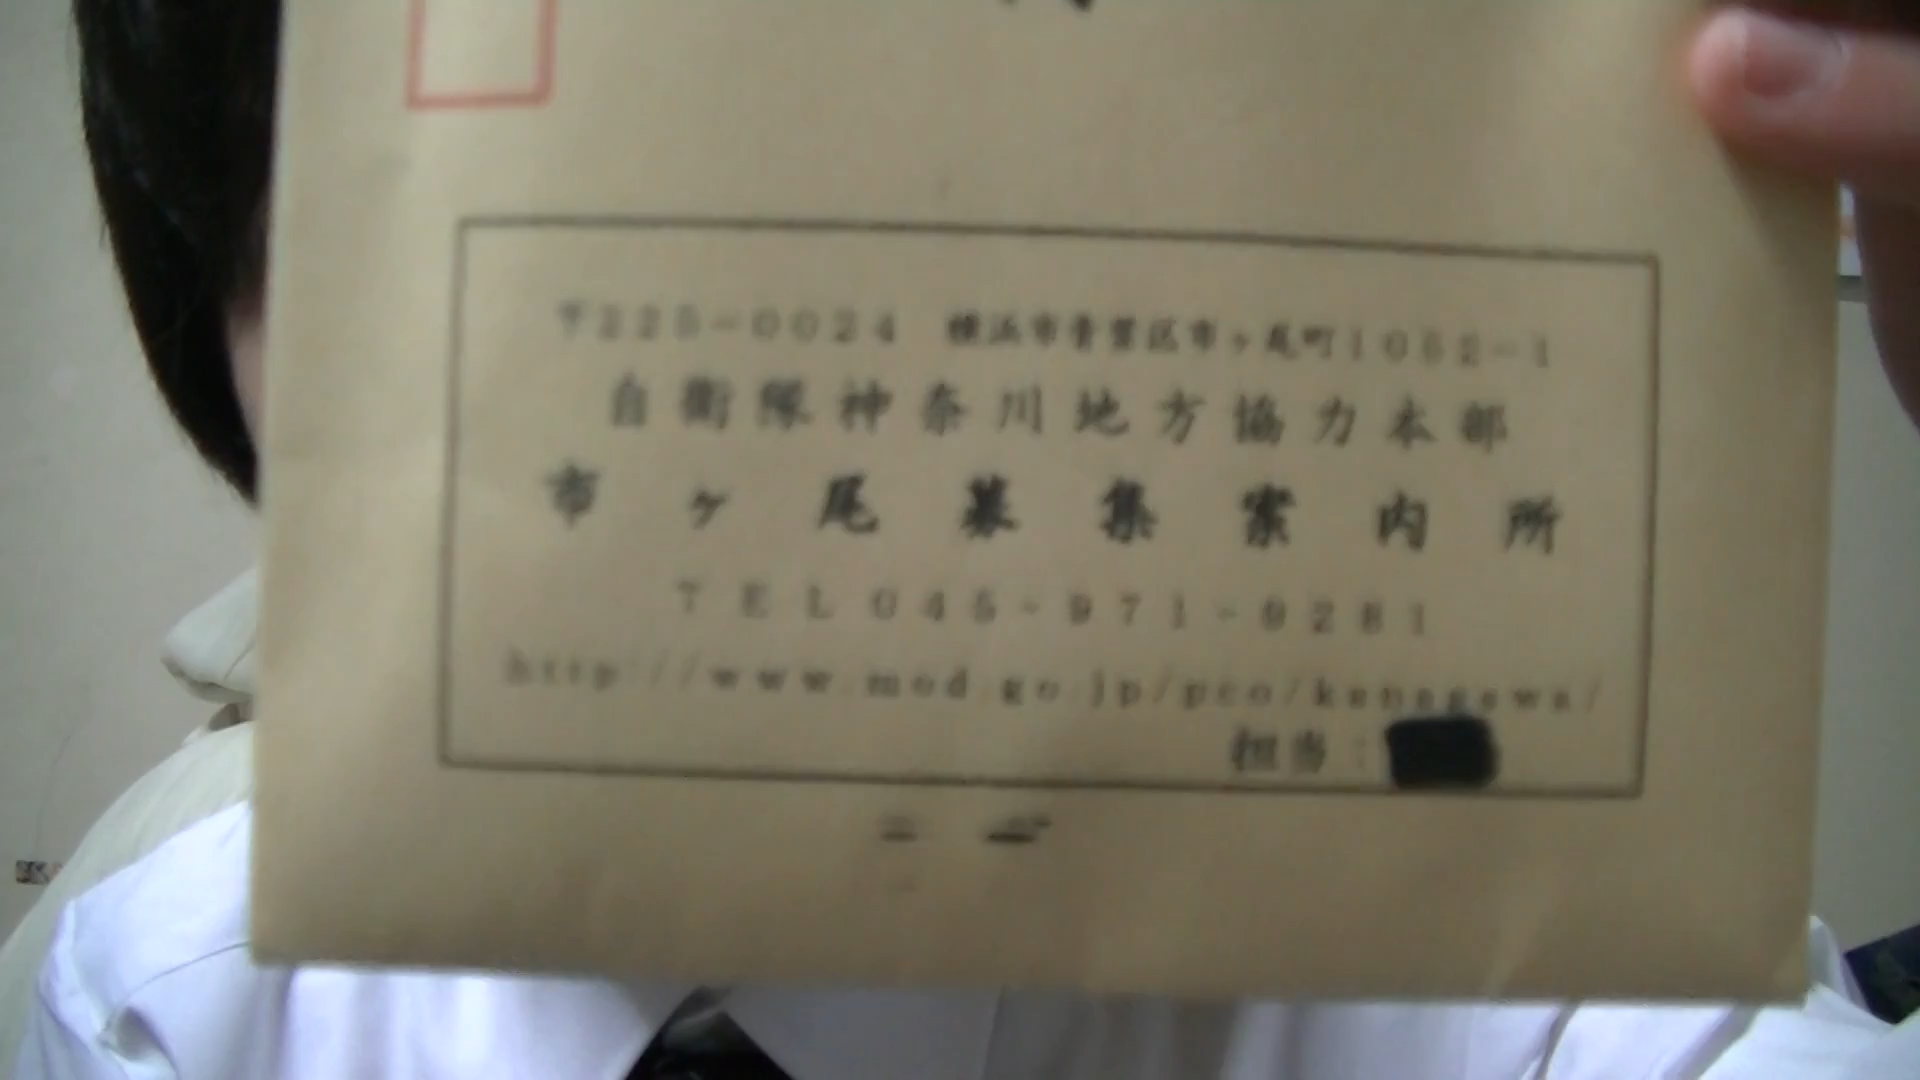 〒225-0024 横浜市青葉区市ヶ尾町1052-1
自衛隊神奈川地方協力本部
市ヶ尾募集案内所
TEL045-971-9281
http://www.mod.go.jp/pco/kanagawa/
担当：